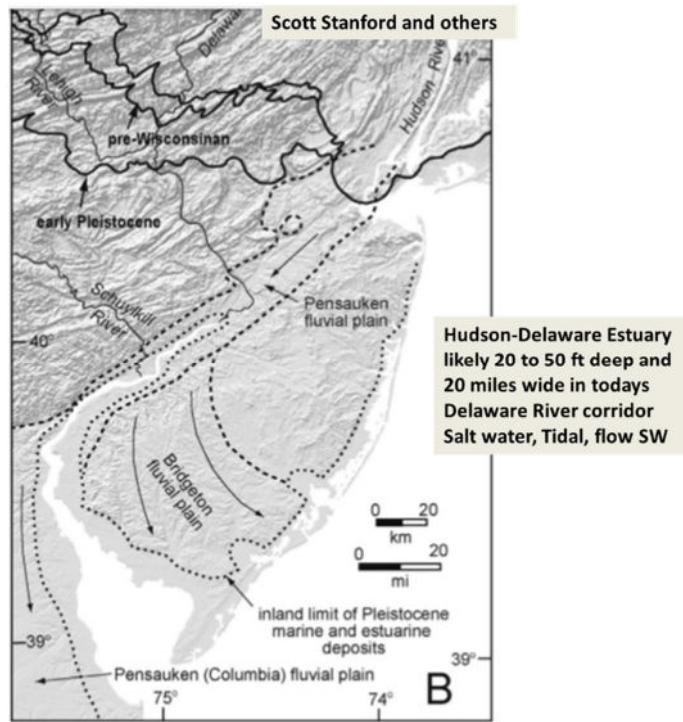 Scott Stanford and others
41°
Delaware
Hudson River
Lehigh
River
pre-Wisconsinan
early Pleistocene
Pensauken
fluvial plain
Schuylkill
River
40
Hudson-Delaware Estuary
likely 20 to 50 ft deep and
20 miles wide in todays
Delaware River corridor
Salt water, Tidal, flow SW
Bridgeton
fluvial plain
0 20
km
0 20
mi
inland limit of Pleistocene
marine and estuarine
deposits
39°
39°
Pensauken (Columbia) fluvial plain
B
75°
74°